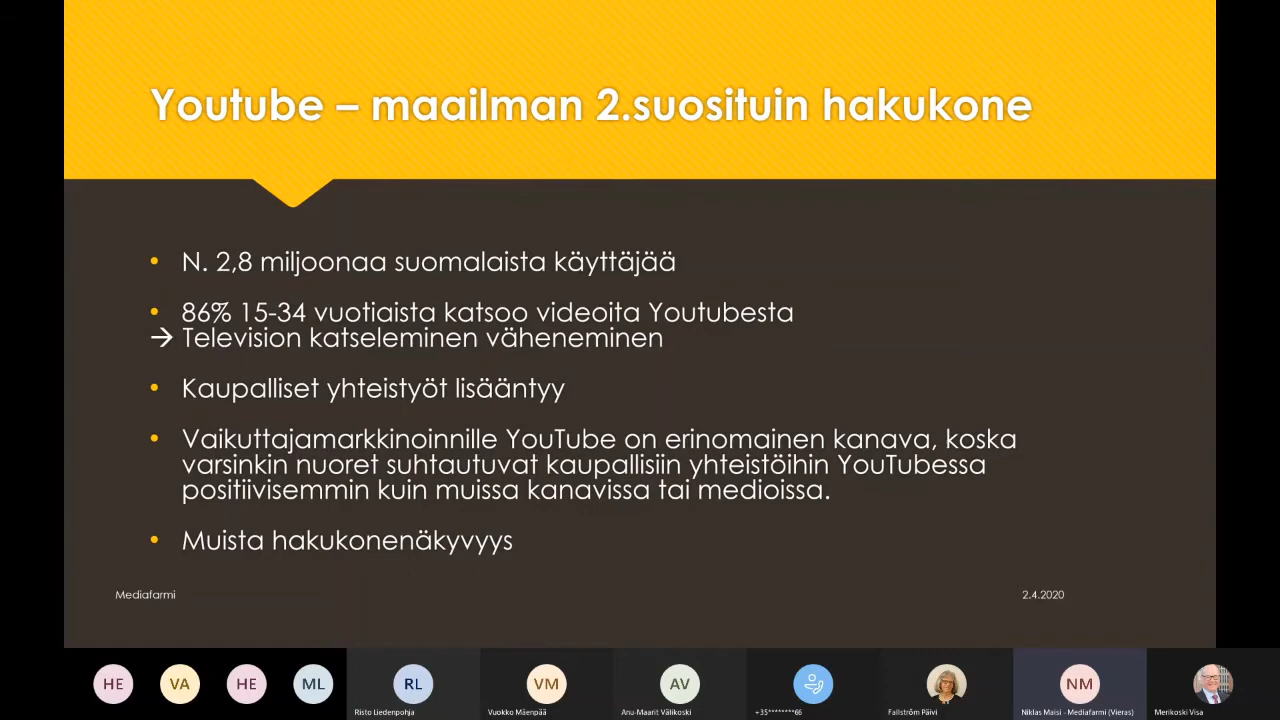 Youtube – maailman 2.suosituin hakukone
• N. 2,8 miljoonaa suomalaista käyttäjää
• 86% 15-34 vuotiaista katsoo videoita Youtubesta
→ Television katseleminen väheneminen
• Kaupalliset yhteistyöt lisääntyy
• Vaikuttajamarkkinoinnille YouTube on erinomainen kanava, koska
varsinkin nuoret suhtautuvat kaupallisiin yhteistöihin YouTubessa
positiivisemmin kuin muissa kanavissa tai medioissa.
• Muista hakukonenäkyvyys
Mediafarmi
2.4.2020
HE
VA
HE
ML
RL
VM
AV
NM
Risto Liedenpohja
Vuokko Mäenpää
Anu-Maarit Välikoski
+35********66
Fallström Päivi
Niklas Maisi - Mediafarmi (Vieras)
Merikoski Visa